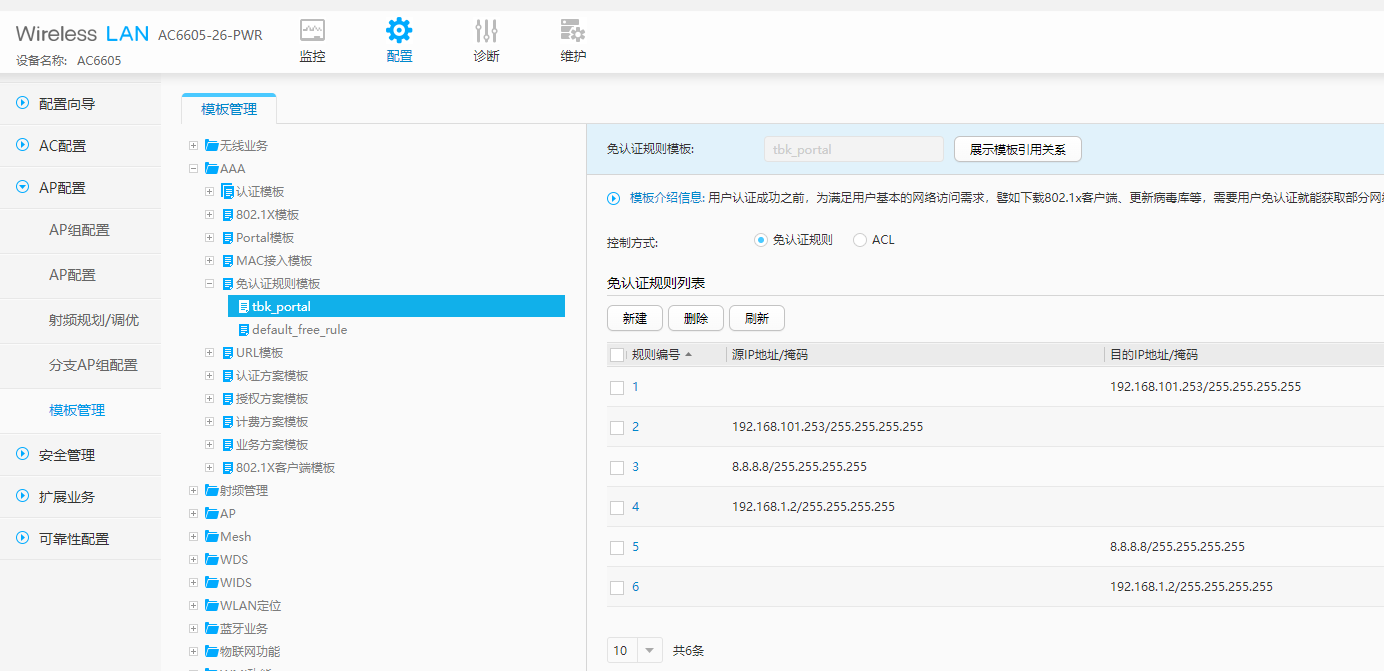 Wireless LAN AC6605-26-PWR
设备名称: AC6605
监控
配置
诊断
维护
配置向导
AC配置
AP配置
AP组配置
AP配置
射频规划/调优
分支AP组配置
模板管理
安全管理
扩展业务
可靠性配置
模板管理
无线业务
AAA
认证模板
802.1X模板
Portal模板
MAC接入模板
免认证规则模板
tbk_portal
default_free_rule
URL模板
认证方案模板
授权方案模板
计费方案模板
业务方案模板
802.1X客户端模板
射频管理
AP
Mesh
WDS
WIDS
WLAN定位
蓝牙业务
物联网功能
免认证规则模板: tbk_portal 展示模板引用关系
模板介绍信息: 用户认证成功之前，为满足用户基本的网络访问需求，譬如下载802.1x客户端、更新病毒库等，需要用户免认证就能获取部分网
控制方式: 免认证规则 ACL
免认证规则列表
新建 删除 刷新
规则编号 源IP地址/掩码 目的IP地址/掩码
1 192.168.101.253/255.255.255.255
2 192.168.101.253/255.255.255.255
3 8.8.8.8/255.255.255.255
4 192.168.1.2/255.255.255.255
5 8.8.8.8/255.255.255.255
6 192.168.1.2/255.255.255.255
10 共6条